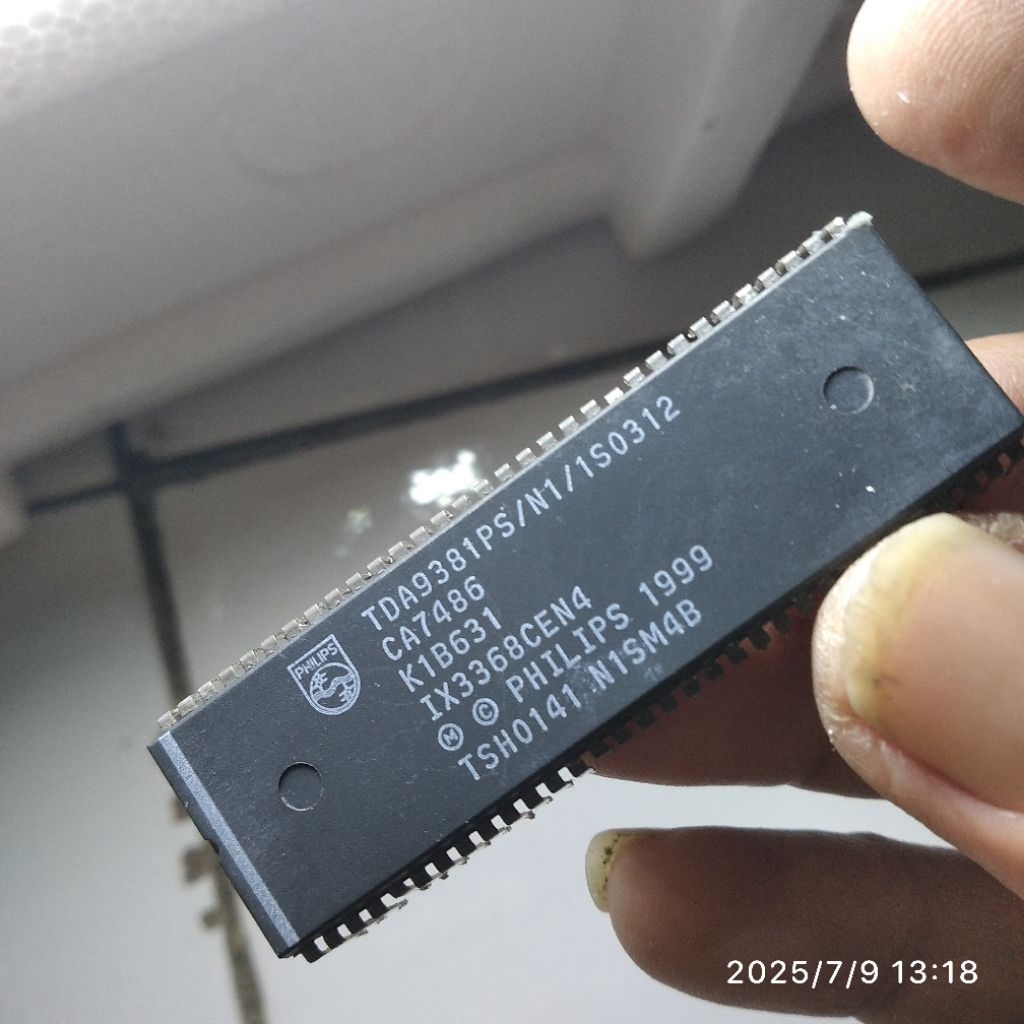 PHILIPS
TDA9381PS/N1/1S0312
CA7486
K1B631
IX3368CEN4
Ⓜ © PHILIPS 1999
TSH0141 N1SM4B
2025/7/9 13:18